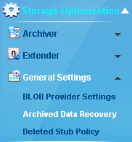 Storage Optimization
Archiver
Extender
General Settings
BLOB Provider Settings
Archived Data Recovery
Deleted Stub Policy